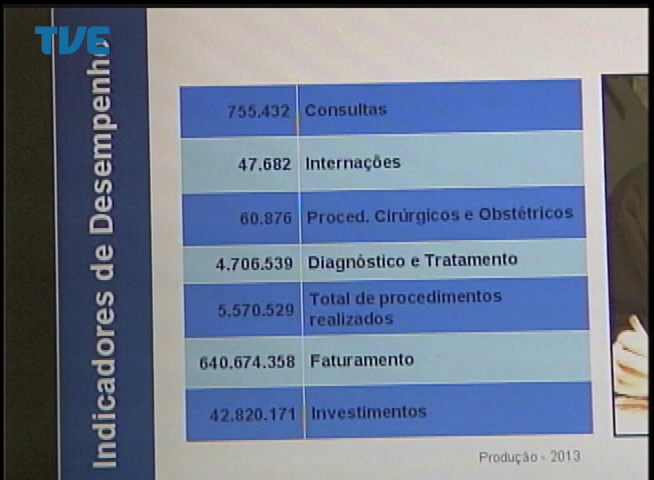 TVE
Indicadores de Desempenho
755.432 Consultas
47.682 Internações
60.876 Proced. Cirúrgicos e Obstétricos
4.706.539 Diagnóstico e Tratamento
5.570.529 Total de procedimentos
realizados
640.674.358 Faturamento
42.820.171 Investimentos
Produção - 2013